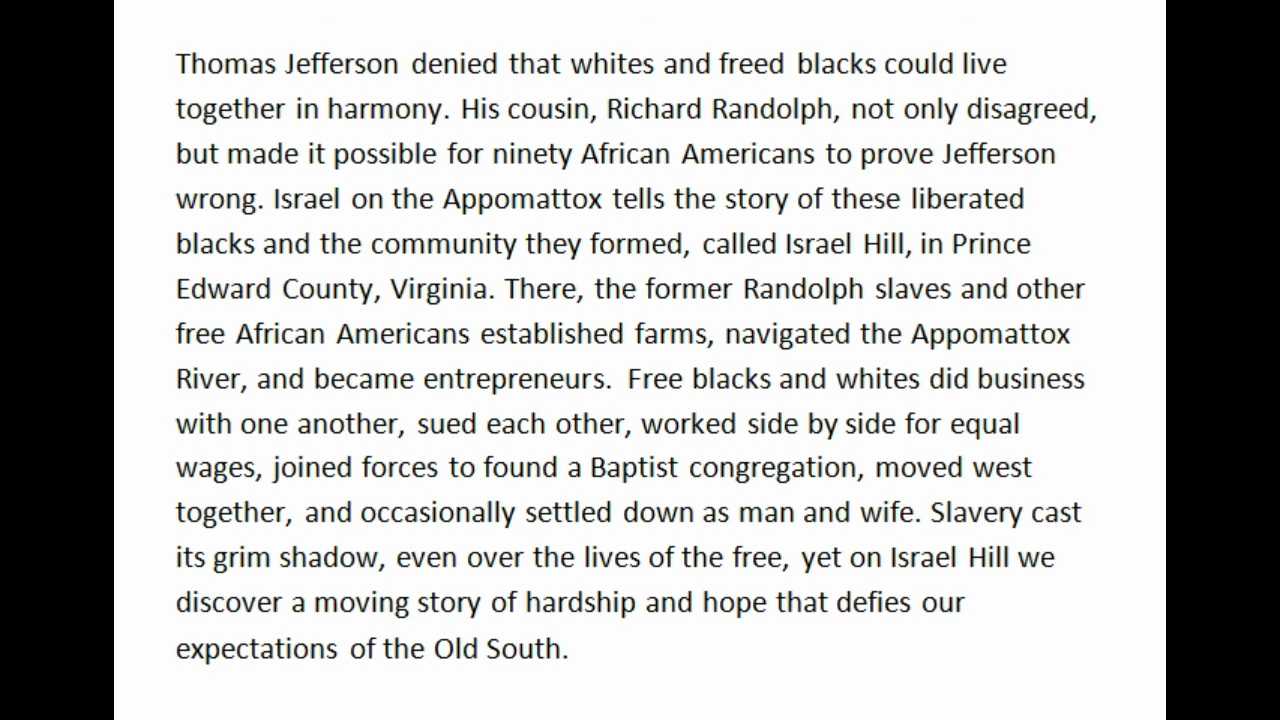 Thomas Jefferson denied that whites and freed blacks could live
together in harmony. His cousin, Richard Randolph, not only disagreed,
but made it possible for ninety African Americans to prove Jefferson
wrong. Israel on the Appomattox tells the story of these liberated
blacks and the community they formed, called Israel Hill, in Prince
Edward County, Virginia. There, the former Randolph slaves and other
free African Americans established farms, navigated the Appomattox
River, and became entrepreneurs.  Free blacks and whites did business
with one another, sued each other, worked side by side for equal
wages, joined forces to found a Baptist congregation, moved west
together, and occasionally settled down as man and wife. Slavery cast
its grim shadow, even over the lives of the free, yet on Israel Hill we
discover a moving story of hardship and hope that defies our
expectations of the Old South.